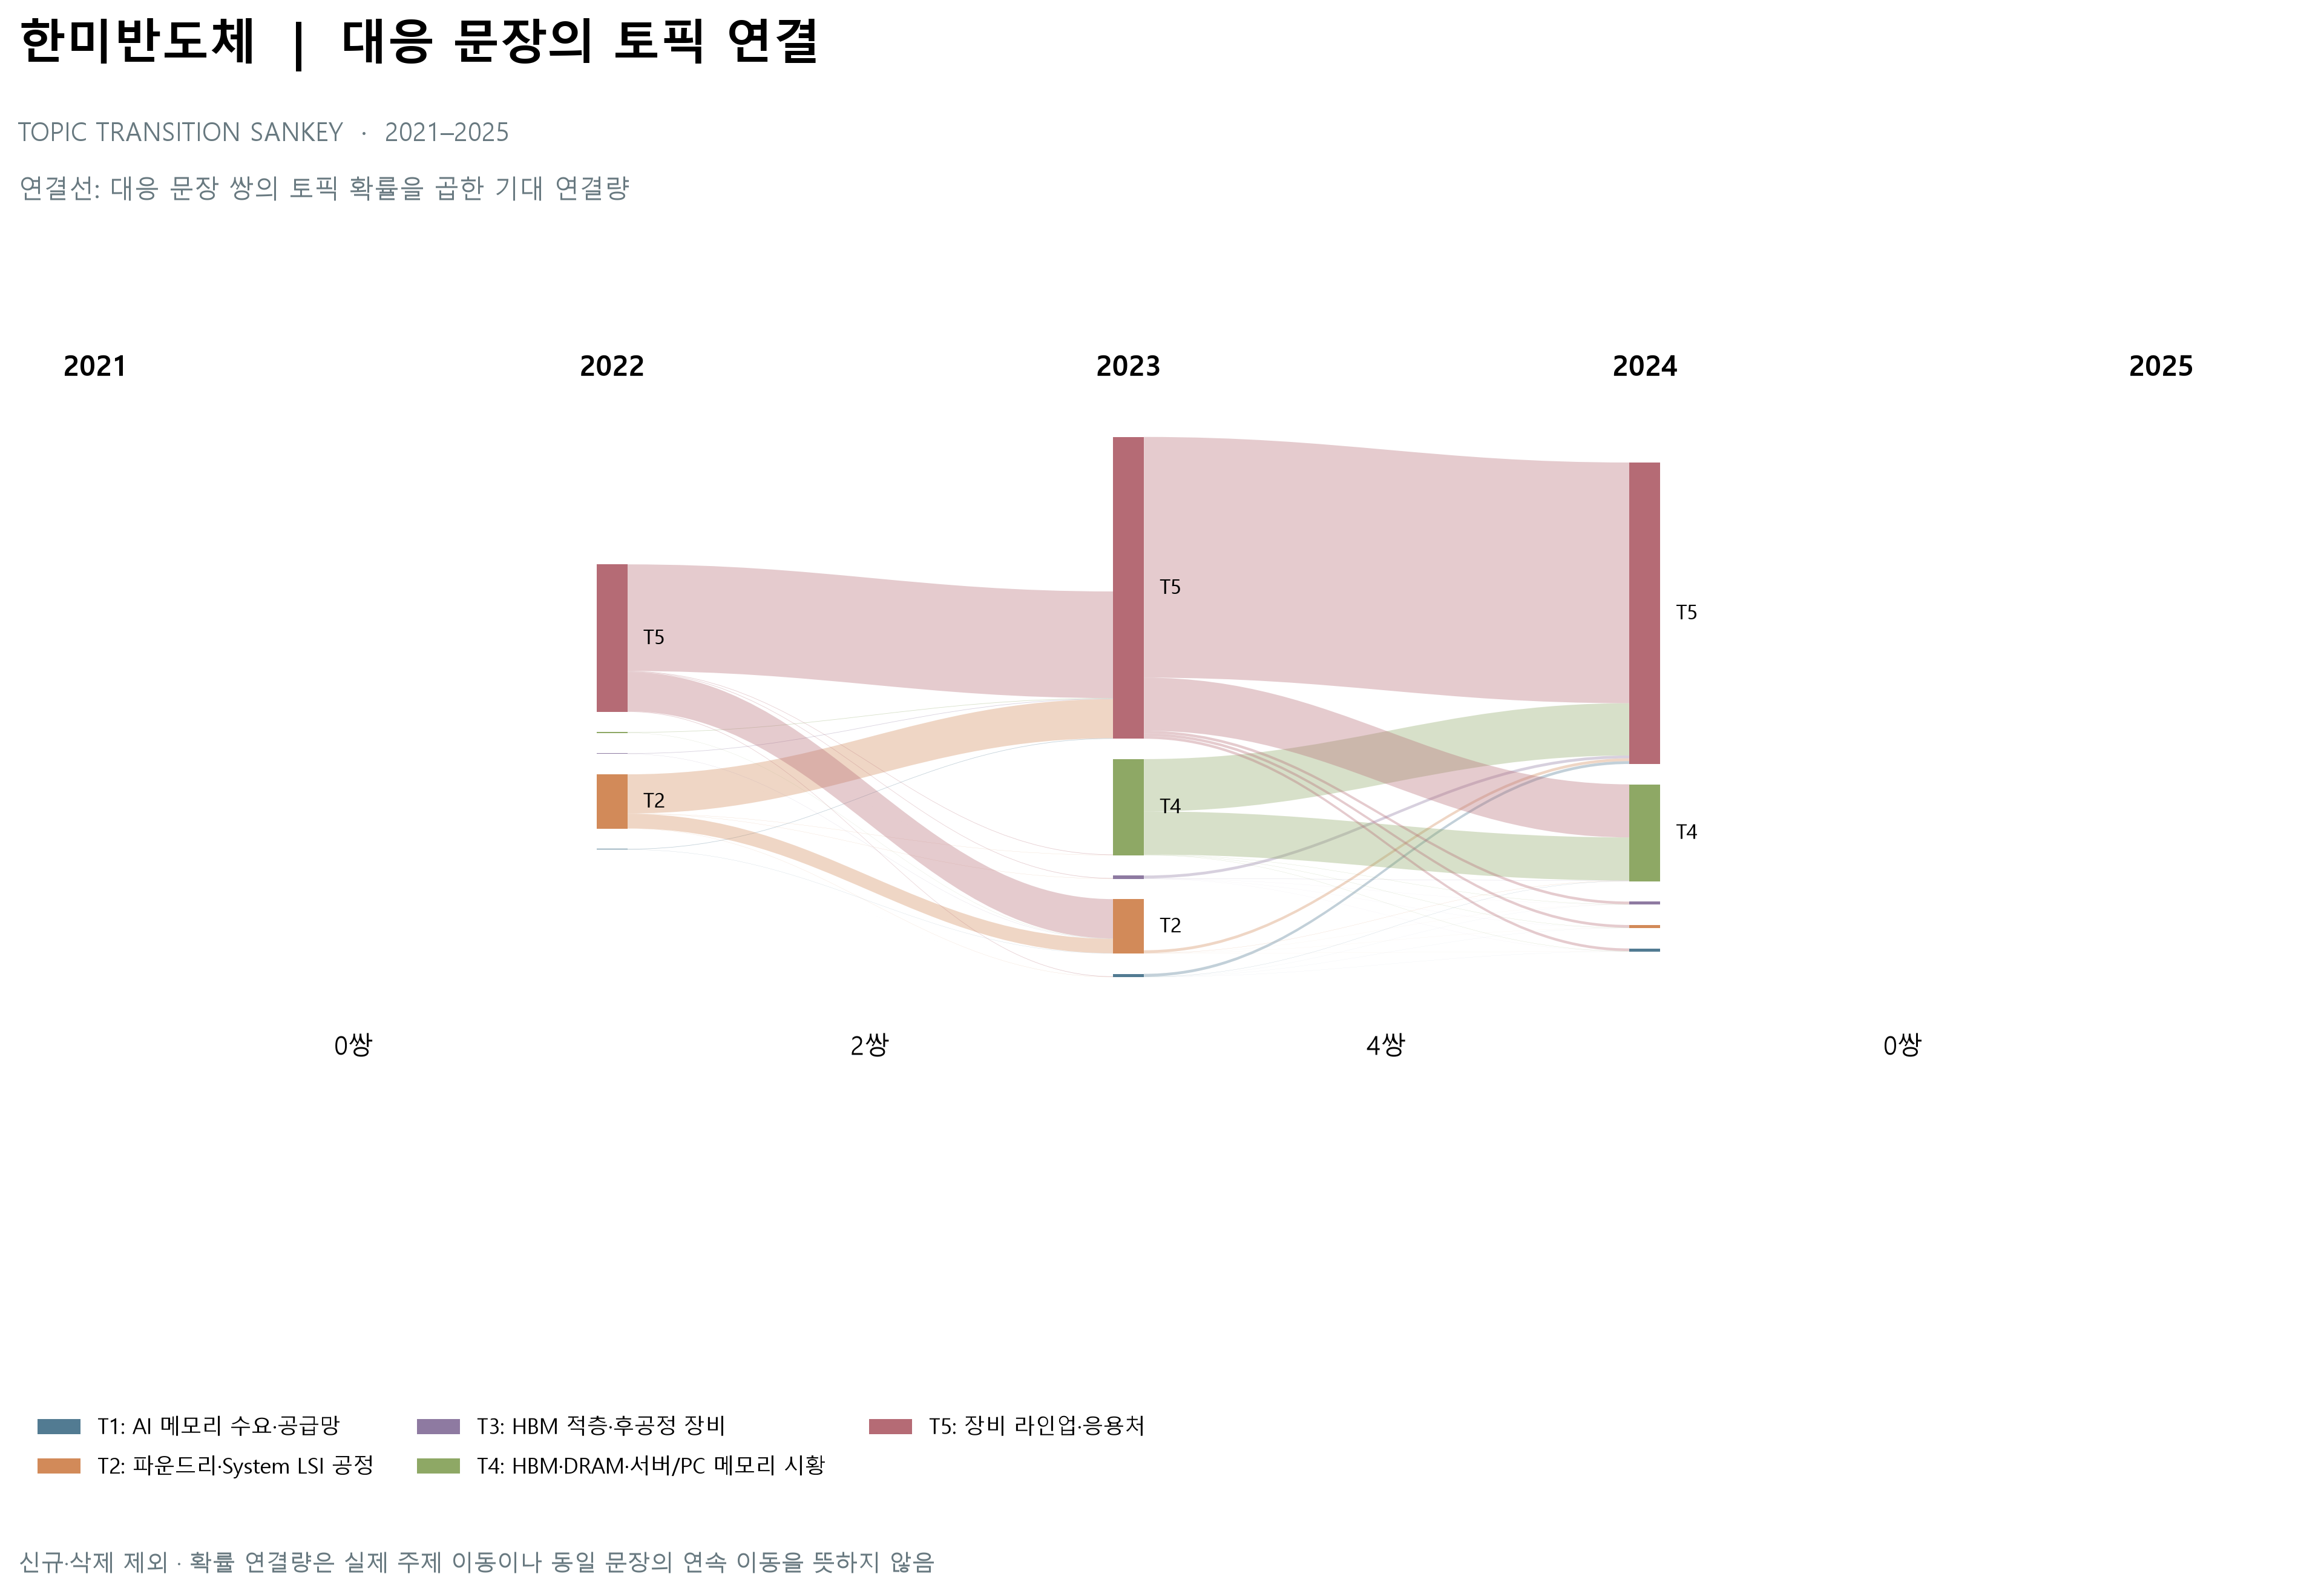 한미반도체 | 대응 문장의 토픽 연결
TOPIC TRANSITION SANKEY · 2021–2025
연결선: 대응 문장 쌍의 토픽 확률을 곱한 기대 연결량
2021 2022 2023 2024 2025
T5
T5
T5
T2
T4
T4
T2
0쌍 2쌍 4쌍 0쌍
T1: AI 메모리 수요·공급망 T3: HBM 적층·후공정 장비 T5: 장비 라인업·응용처
T2: 파운드리·System LSI 공정 T4: HBM·DRAM·서버/PC 메모리 시황
신규·삭제 제외 · 확률 연결량은 실제 주제 이동이나 동일 문장의 연속 이동을 뜻하지 않음